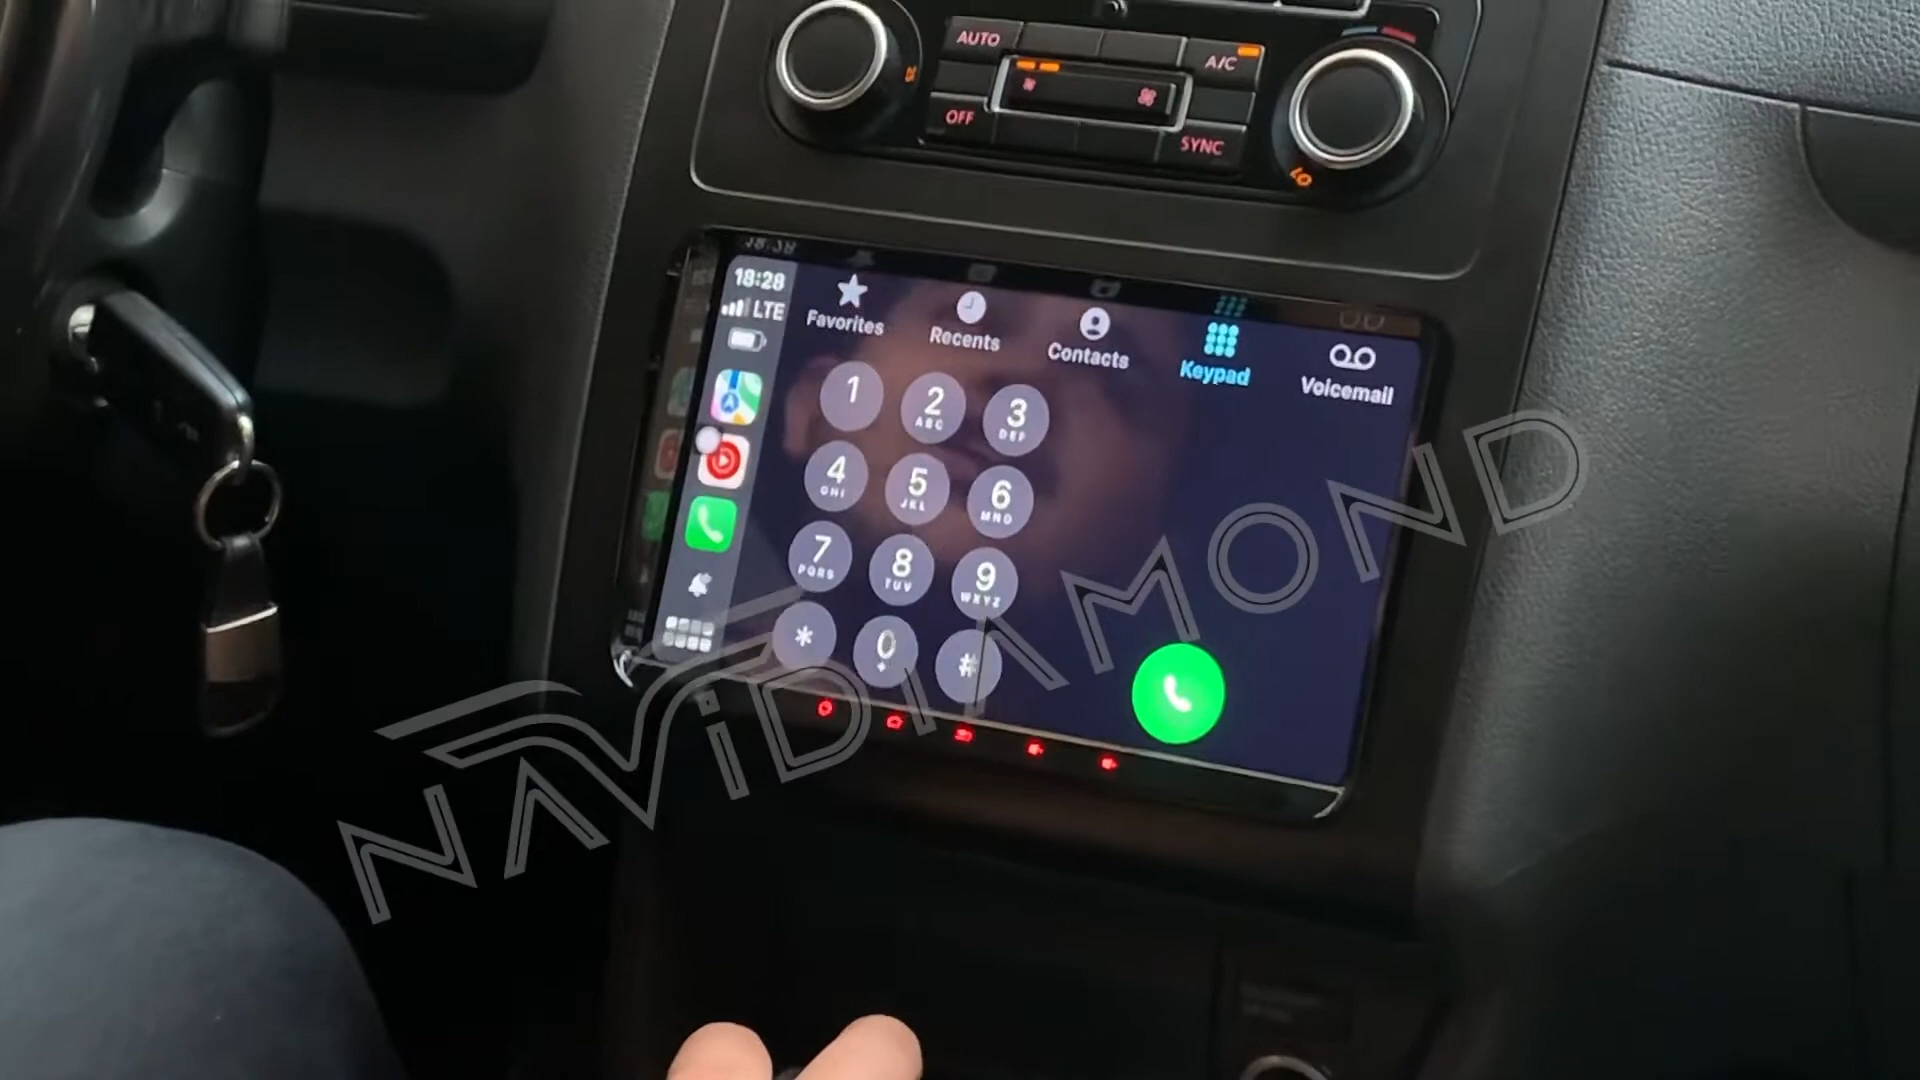 AUTO
A/C
OFF
SYNC
LO
18:28
LTE
Favorites
Recents
Contacts
Keypad
Voicemail
1
2 ABC
3 DEF
4 GHI
5 JKL
6 MNO
7 PQRS
8 TUV
9 WXYZ
*
0 +
#
NAVIDIAMOND